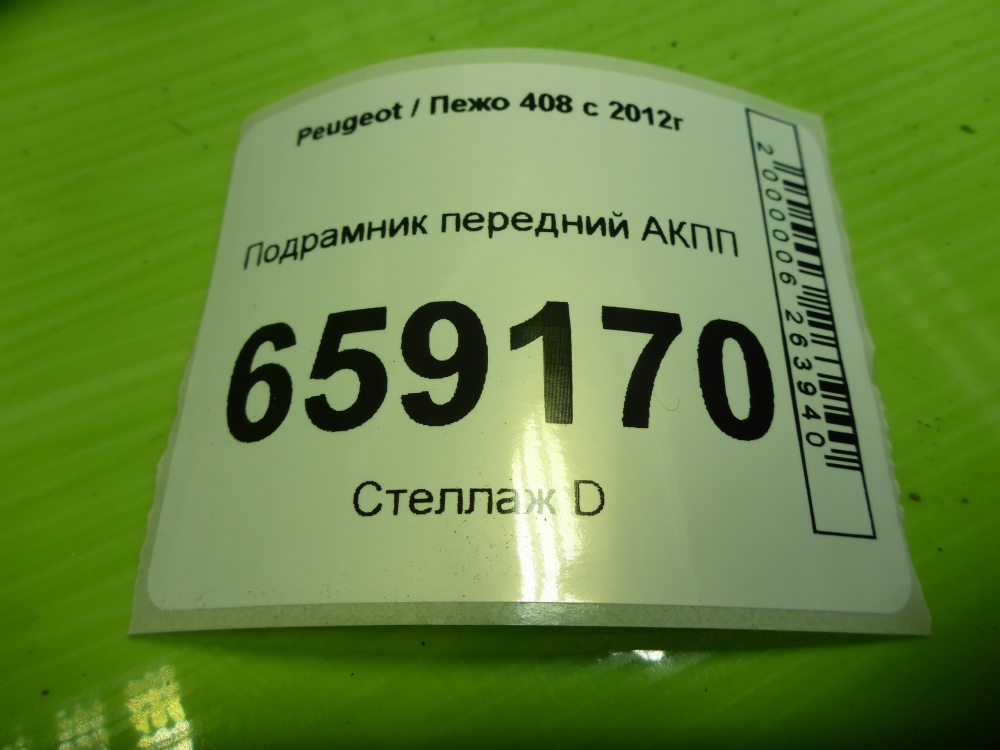 Peugeot / Пежо 408 с 2012г
Подрамник передний АКПП
659170
Стеллаж D
2000006263940